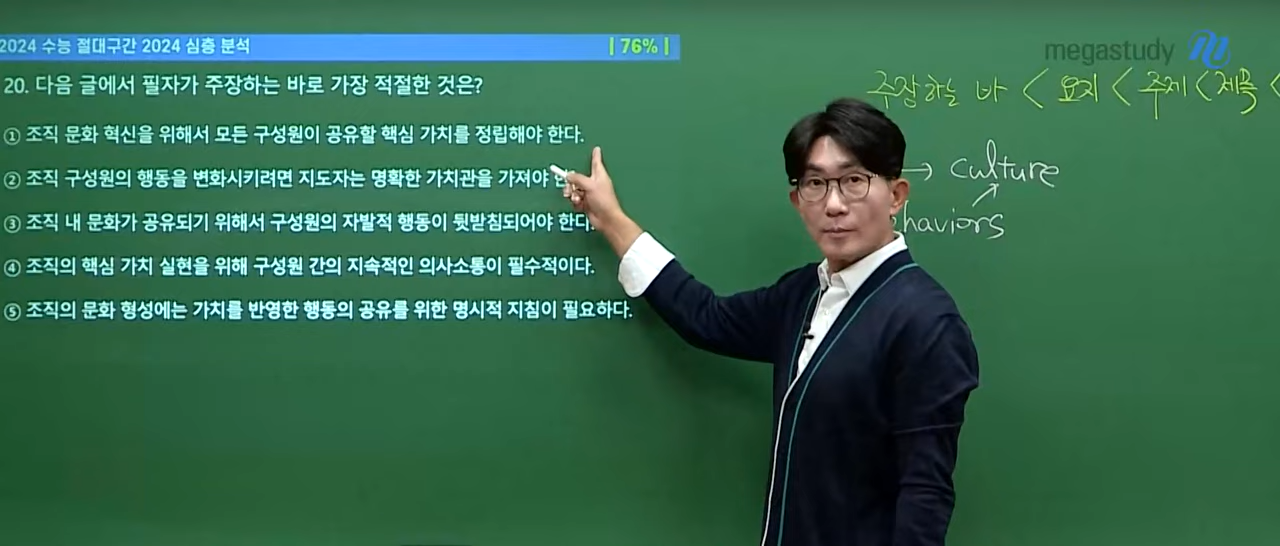 2024 수능 절대구간 2024 심층 분석 | 76% |
megastudy
20. 다음 글에서 필자가 주장하는 바로 가장 적절한 것은?
주장하는 바 < 요지 < 주제 < 제목 <
① 조직 문화 혁신을 위해서 모든 구성원이 공유할 핵심 가치를 정립해야 한다.
② 조직 구성원의 행동을 변화시키려면 지도자는 명확한 가치관을 가져야
③ 조직 내 문화가 공유되기 위해서 구성원의 자발적 행동이 뒷받침되어야 한다.
④ 조직의 핵심 가치 실현을 위해 구성원 간의 지속적인 의사소통이 필수적이다.
⑤ 조직의 문화 형성에는 가치를 반영한 행동의 공유를 위한 명시적 지침이 필요하다.
→ culture
haviors